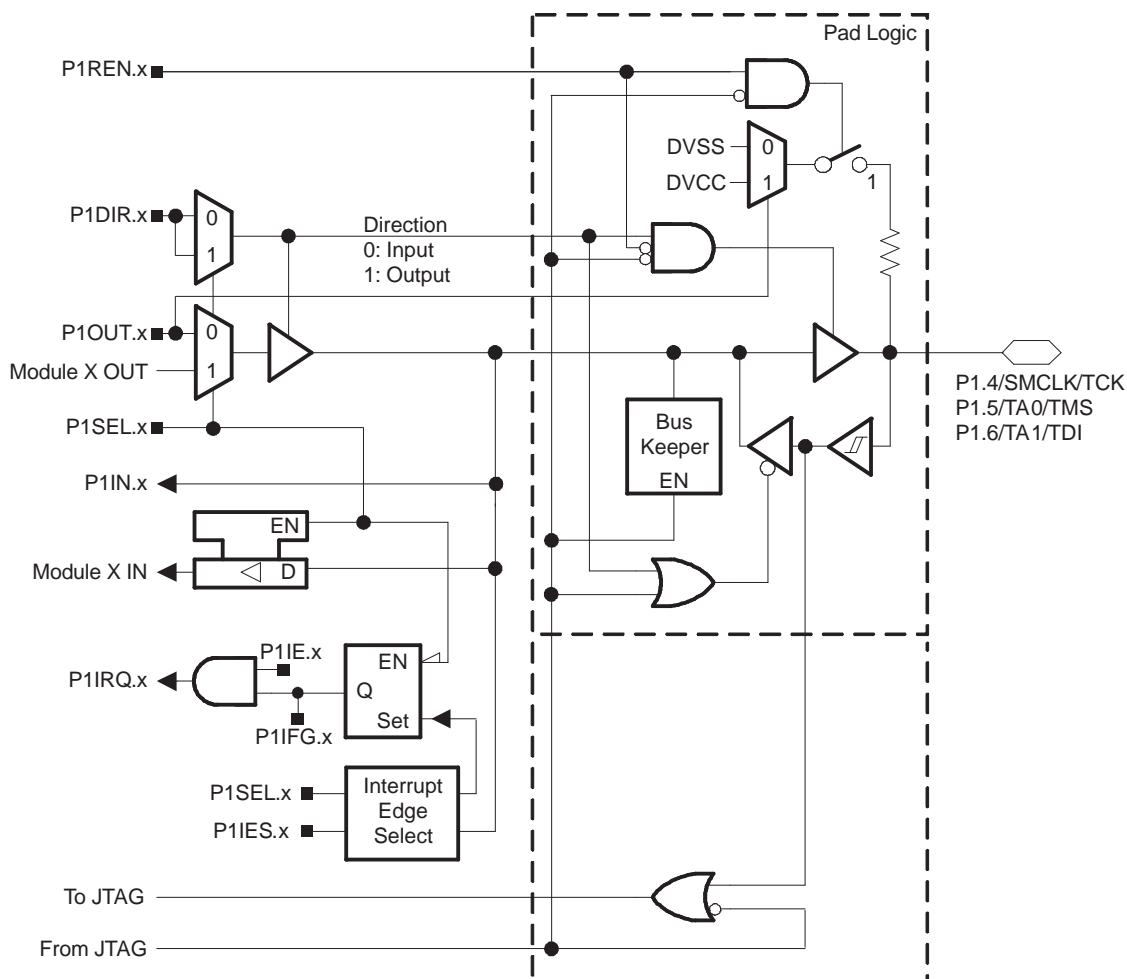 Pad Logic
P1REN.x
DVSS
0
DVCC
1
1
P1DIR.x
0
1
Direction
0: Input
1: Output
P1OUT.x
0
Module X OUT
1
P1.4/SMCLK/TCK
P1.5/TA0/TMS
P1.6/TA1/TDI
P1SEL.x
Bus
Keeper
EN
P1IN.x
EN
Module X IN
D
P1IE.x
EN
P1IRQ.x
Q
Set
P1IFG.x
P1SEL.x
P1IES.x
Interrupt
Edge
Select
To JTAG
From JTAG